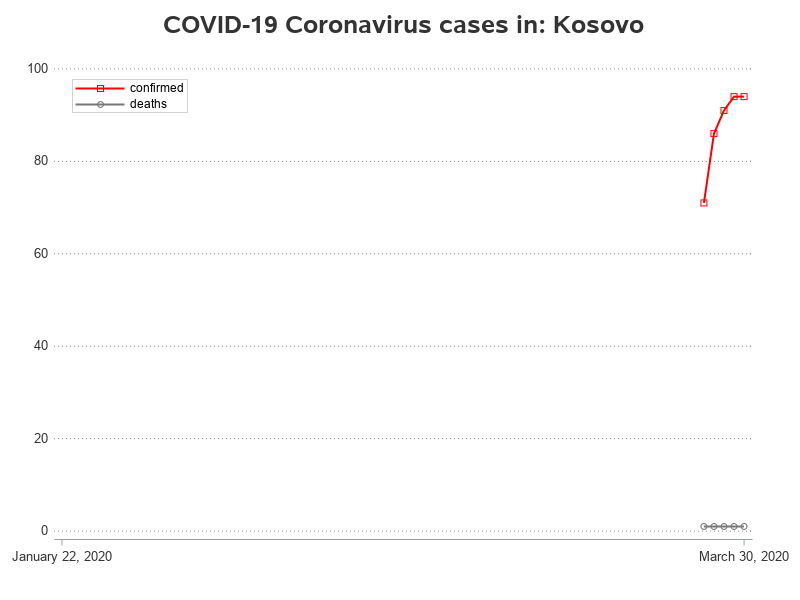 COVID-19 Coronavirus cases in: Kosovo
100
confirmed
deaths
80
60
40
20
0
January 22, 2020
March 30, 2020